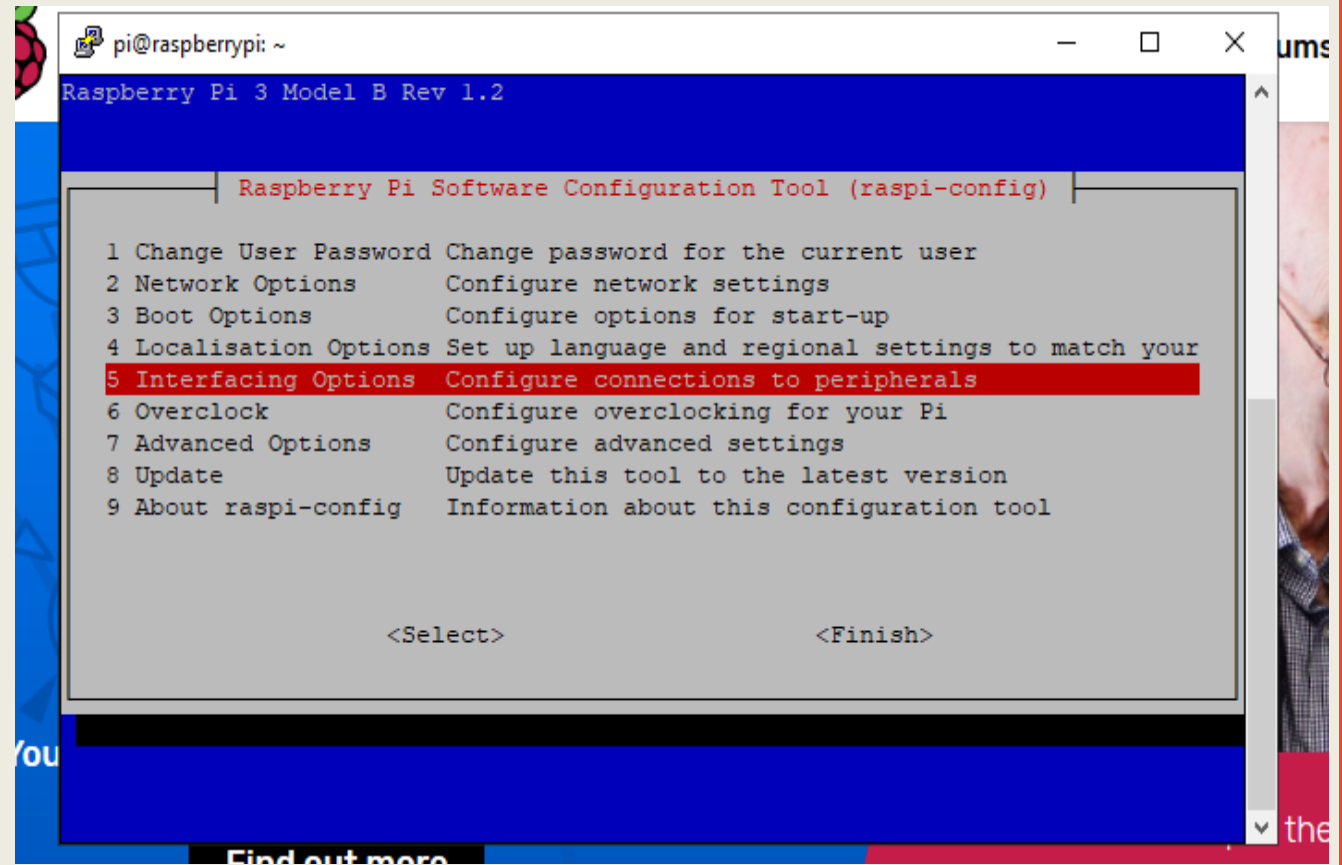 pi@raspberrypi: ~
ums
Raspberry Pi 3 Model B Rev 1.2
Raspberry Pi Software Configuration Tool (raspi-config)
1 Change User Password Change password for the current user
2 Network Options Configure network settings
3 Boot Options Configure options for start-up
4 Localisation Options Set up language and regional settings to match your
5 Interfacing Options Configure connections to peripherals
6 Overclock Configure overclocking for your Pi
7 Advanced Options Configure advanced settings
8 Update Update this tool to the latest version
9 About raspi-config Information about this configuration tool
<Select> <Finish>
You
the
Find out more